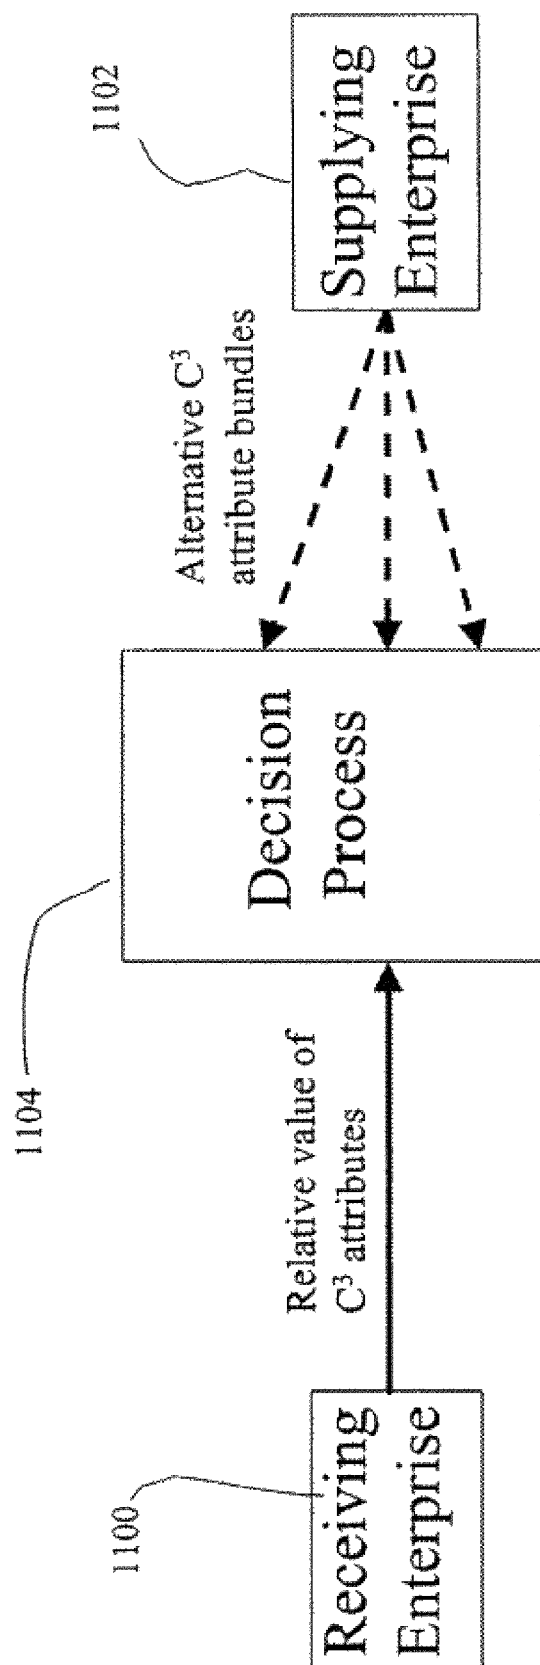 1100
Receiving
Enterprise
Relative value of
C³ attributes
1104
Decision
Process
Alternative C³
attribute bundles
1102
Supplying
Enterprise